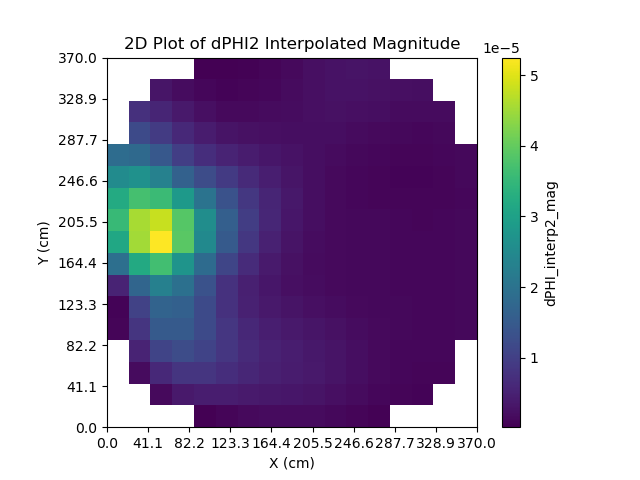 2D Plot of dPHI2 Interpolated Magnitude
1e−5
370.0
328.9
287.7
246.6
205.5
164.4
123.3
82.2
41.1
0.0
Y (cm)
0.0 41.1 82.2 123.3 164.4 205.5 246.6 287.7 328.9 370.0
X (cm)
5
4
3
2
1
dPHI_interp2_mag